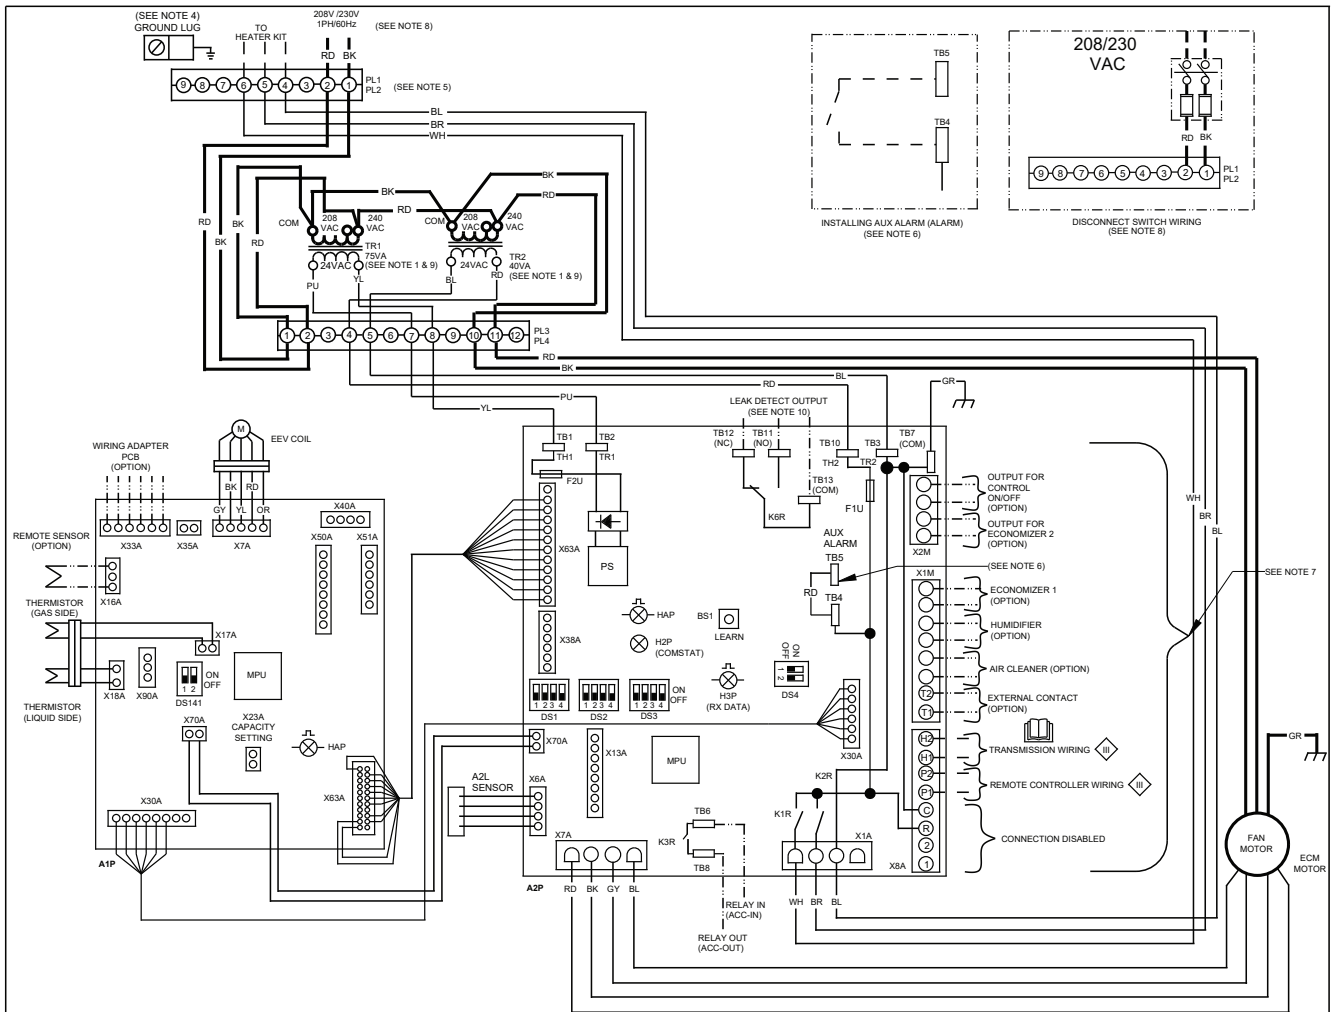 (SEE NOTE 4)
GROUND LUG
TO
HEATER KIT
208V /230V
1PH/60Hz
(SEE NOTE 8)
RD BK
9 8 7 6 5 4 3 2 1
PL1
PL2
(SEE NOTE 5)
BL
BR
WH
TB5
TB4
INSTALLING AUX ALARM (ALARM)
(SEE NOTE 6)
208/230
VAC
RD BK
9 8 7 6 5 4 3 2 1
PL1
PL2
DISCONNECT SWITCH WIRING
(SEE NOTE 8)
RD
BK
BK
RD
BK
BK
RD
RD
COM
208
VAC
240
VAC
TR1
75VA
(SEE NOTE 1 & 9)
24VAC
PU
YL
COM
208
VAC
240
VAC
TR2
40VA
(SEE NOTE 1 & 9)
24VAC
BL
RD
1 2 3 4 5 6 7 8 9 10 11 12
PL3
PL4
RD
BK
BL
RD
PU
YL
GR
LEAK DETECT OUTPUT
(SEE NOTE 10)
M
EEV COIL
WIRING ADAPTER
PCB
(OPTION)
BK RD
GY YL OR
X33A
X35A
X7A
X40A
X50A
X51A
REMOTE SENSOR
(OPTION)
X16A
THERMISTOR
(GAS SIDE)
X17A
X18A
X90A
THERMISTOR
(LIQUID SIDE)
1 2
ON
OFF
DS141
MPU
X70A
X23A
CAPACITY
SETTING
HAP
X63A
X30A
A1P
TB1
TH1
TB2
TR1
F2U
X63A
PS
TB12
(NC)
TB11
(NO)
TB13
(COM)
K6R
TB10
TH2
TB3
TR2
TB7
(COM)
F1U
X2M
OUTPUT FOR
CONTROL
ON/OFF
(OPTION)
OUTPUT FOR
ECONOMIZER 2
(OPTION)
AUX
ALARM
TB5
RD
TB4
(SEE NOTE 6)
X1M
ECONOMIZER 1
(OPTION)
HUMIDIFIER
(OPTION)
AIR CLEANER (OPTION)
T2
T1
EXTERNAL CONTACT
(OPTION)
SEE NOTE 7
WH
BR
BL
HAP
BS1
LEARN
H2P
(COMSTAT)
X38A
H3P
(RX DATA)
ON
OFF
1
2
DS4
1 2 3 4
DS1
1 2 3 4
DS2
1 2 3 4
DS3
ON
OFF
X30A
X70A
X13A
MPU
A2L
SENSOR
X6A
X7A
A2P
K2R
K1R
X1A
TB6
K3R
TB8
H2
H1
TRANSMISSION WIRING III
P2
P1
REMOTE CONTROLLER WIRING III
C
R
2
1
X8A
CONNECTION DISABLED
GR
FAN
MOTOR
ECM
MOTOR
RD BK GY BL
WH BR BL
RELAY IN
(ACC-IN)
RELAY OUT
(ACC-OUT)